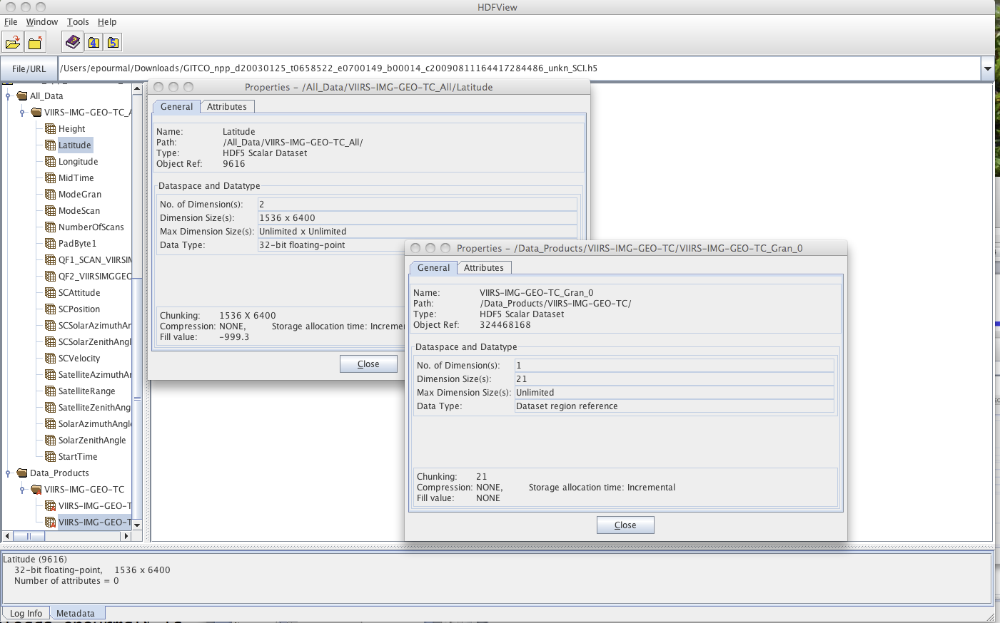 HDFView
File Window Tools Help
4 5
File/URL /Users/epourmal/Downloads/GITCO_npp_d20030125_t0658522_e0700149_b00014_c20090811164417284486_unkn_SCI.h5
All_Data
VIIRS-IMG-GEO-TC_A
Height
Latitude
Longitude
MidTime
ModeGran
ModeScan
NumberOfScans
PadByte1
QF1_SCAN_VIIRSIM
QF2_VIIRSIMGGEO
SCAttitude
SCPosition
SCSolarAzimuthAr
SCSolarZenithAngl
SCVelocity
SatelliteAzimuthAr
SatelliteRange
SatelliteZenithAng
SolarAzimuthAngle
SolarZenithAngle
StartTime
Data_Products
VIIRS-IMG-GEO-TC
VIIRS-IMG-GEO-T
VIIRS-IMG-GEO-T
Properties - /All_Data/VIIRS-IMG-GEO-TC_All/Latitude
General Attributes
Name: Latitude
Path: /All_Data/VIIRS-IMG-GEO-TC_All/
Type: HDF5 Scalar Dataset
Object Ref: 9616
Dataspace and Datatype
No. of Dimension(s): 2
Dimension Size(s): 1536 x 6400
Max Dimension Size(s): Unlimited x Unlimited
Data Type: 32-bit floating-point
Chunking: 1536 X 6400
Compression: NONE, Storage allocation time: Increme
Fill value: -999.3
Close
Properties - /Data_Products/VIIRS-IMG-GEO-TC/VIIRS-IMG-GEO-TC_Gran_0
General Attributes
Name: VIIRS-IMG-GEO-TC_Gran_0
Path: /Data_Products/VIIRS-IMG-GEO-TC/
Type: HDF5 Scalar Dataset
Object Ref: 324468168
Dataspace and Datatype
No. of Dimension(s): 1
Dimension Size(s): 21
Max Dimension Size(s): Unlimited
Data Type: Dataset region reference
Chunking: 21
Compression: NONE, Storage allocation time: Incremental
Fill value: NONE
Close
Latitude (9616)
32-bit floating-point, 1536 x 6400
Number of attributes = 0
Log Info Metadata